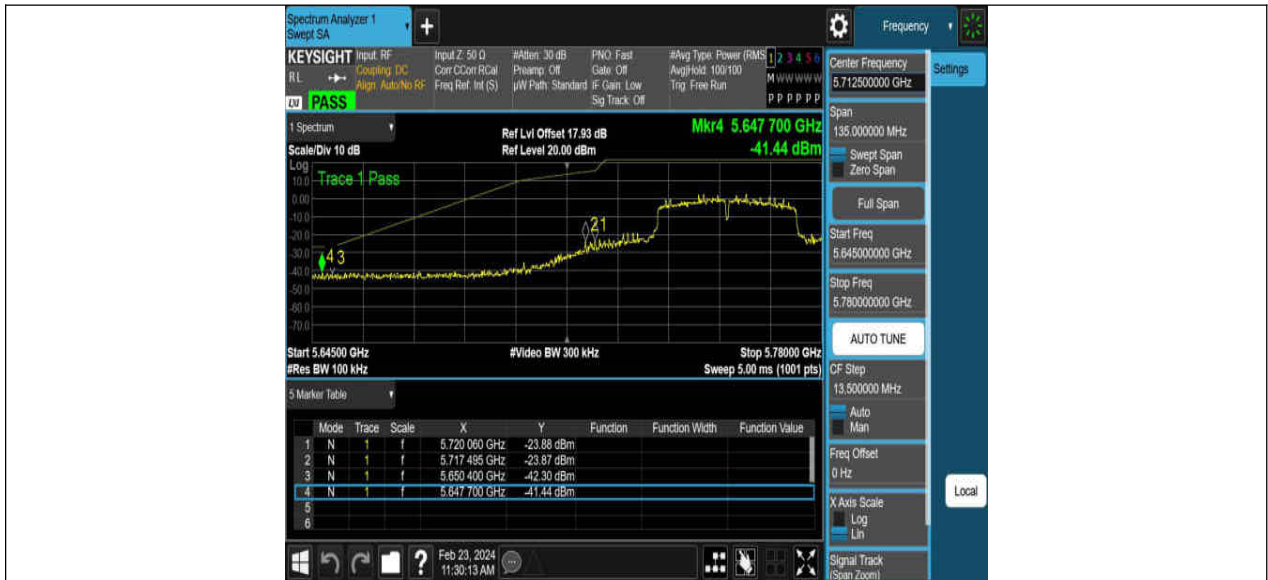 Spectrum Analyzer 1
Swept SA
+
Frequency
KEYSIGHT
RL
LXI PASS
Input: RF
Coupling: DC
Align: Auto/No RF
Input Z: 50 Ω
Corr CCorr RCal
Freq Ref: Int (S)
#Atten: 30 dB
Preamp: Off
µW Path: Standard
PNO: Fast
Gate: Off
IF Gain: Low
Sig Track: Off
#Avg Type: Power (RMS
Avg|Hold: 100/100
Trig: Free Run
1 2 3 4 5 6
M W W W W W
P P P P P P
1 Spectrum
Scale/Div 10 dB
Ref Lvl Offset 17.93 dB
Ref Level 20.00 dBm
Mkr4 5.647 700 GHz
-41.44 dBm
Log
Trace 1 Pass
10.0
0.00
-10.0
-20.0
-30.0
-40.0
-50.0
-60.0
-70.0
4 3
2 1
Start 5.64500 GHz
#Res BW 100 kHz
#Video BW 300 kHz
Stop 5.78000 GHz
Sweep 5.00 ms (1001 pts)
5 Marker Table
Mode Trace Scale X Y Function Function Width Function Value
1 N 1 f 5.720 060 GHz -23.88 dBm
2 N 1 f 5.717 495 GHz -23.87 dBm
3 N 1 f 5.650 400 GHz -42.30 dBm
4 N 1 f 5.647 700 GHz -41.44 dBm
5
6
?
Feb 23, 2024
11:30:13 AM
Center Frequency
5.712500000 GHz
Settings
Span
135.000000 MHz
Swept Span
Zero Span
Full Span
Start Freq
5.645000000 GHz
Stop Freq
5.780000000 GHz
AUTO TUNE
CF Step
13.500000 MHz
Auto
Man
Freq Offset
0 Hz
X Axis Scale
Log
Lin
Local
Signal Track
(Span Zoom)